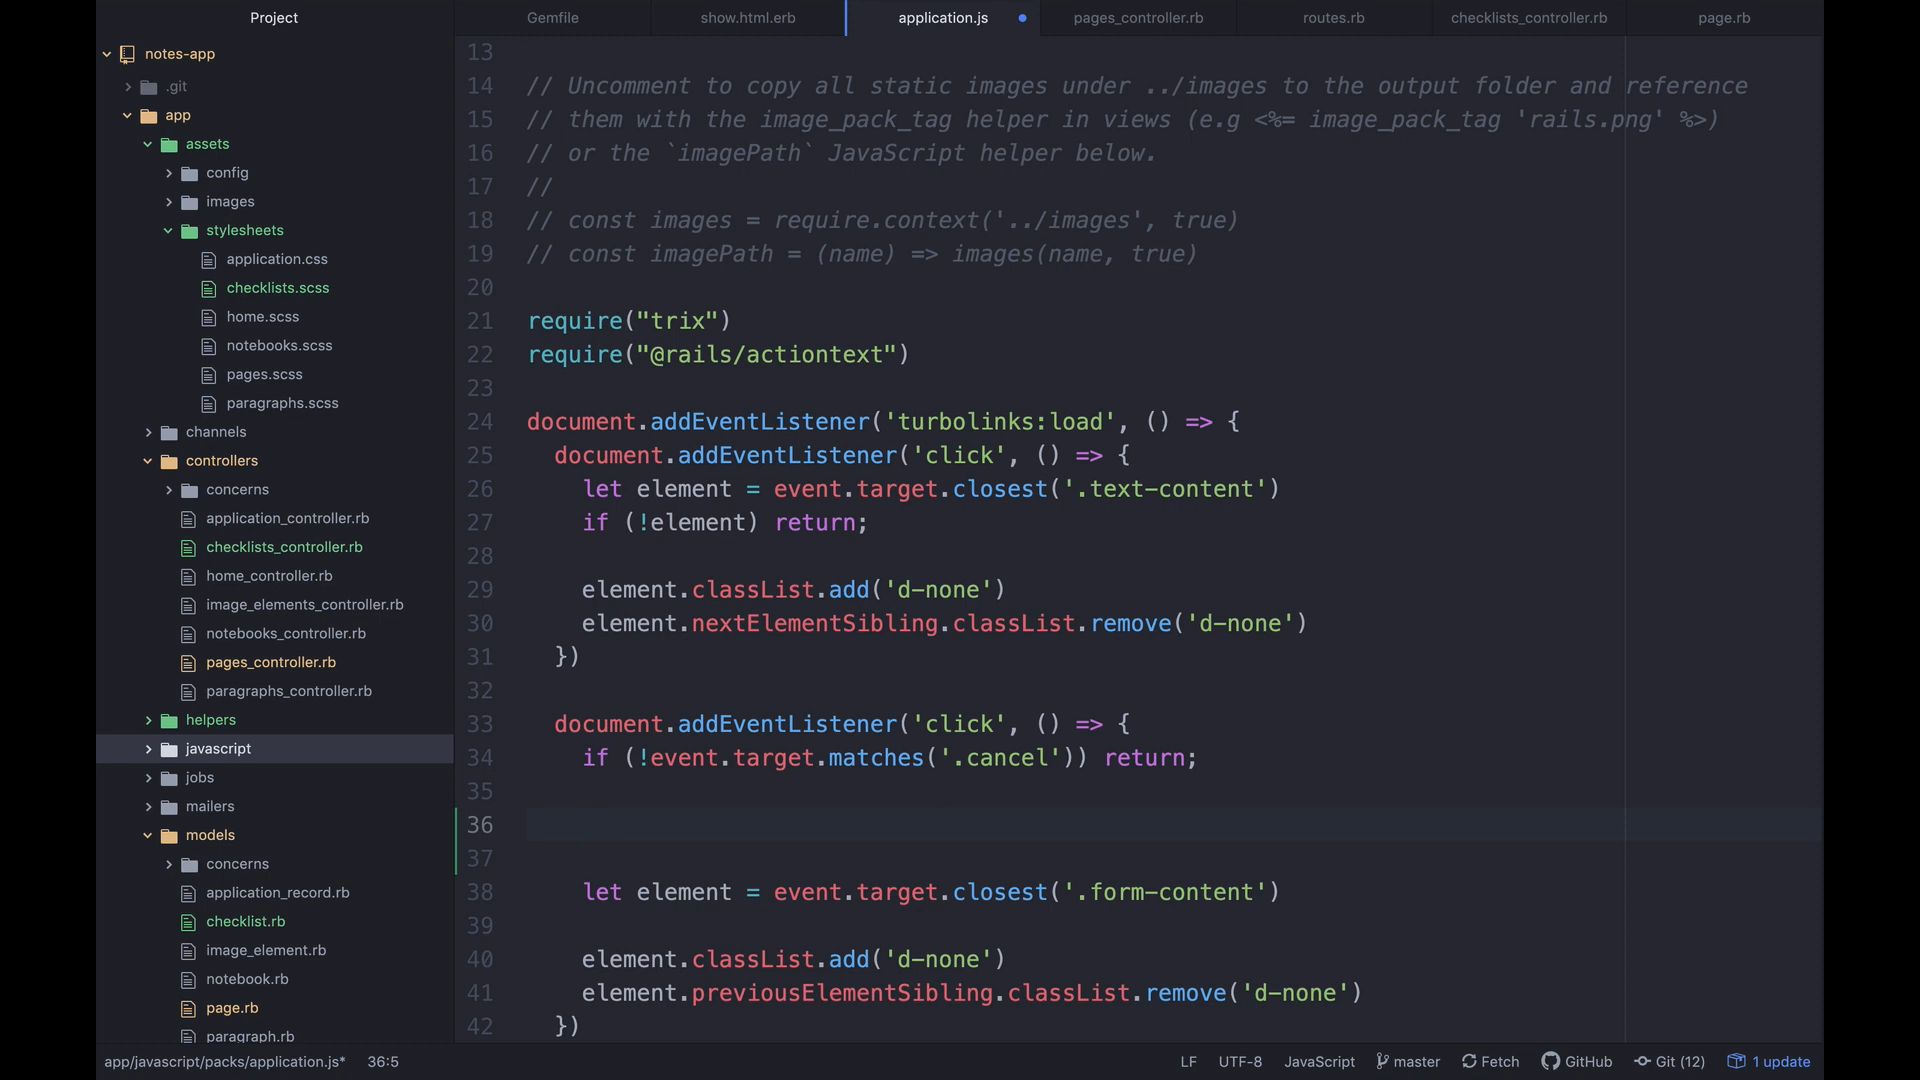 Project
Gemfile
show.html.erb
application.js
pages_controller.rb
routes.rb
checklists_controller.rb
page.rb
notes-app
.git
app
assets
config
images
stylesheets
application.css
checklists.scss
home.scss
notebooks.scss
pages.scss
paragraphs.scss
channels
controllers
concerns
application_controller.rb
checklists_controller.rb
home_controller.rb
image_elements_controller.rb
notebooks_controller.rb
pages_controller.rb
paragraphs_controller.rb
helpers
javascript
jobs
mailers
models
concerns
application_record.rb
checklist.rb
image_element.rb
notebook.rb
page.rb
paragraph.rb
13
14 // Uncomment to copy all static images under ../images to the output folder and reference
15 // them with the image_pack_tag helper in views (e.g <%= image_pack_tag 'rails.png' %>)
16 // or the `imagePath` JavaScript helper below.
17 //
18 // const images = require.context('../images', true)
19 // const imagePath = (name) => images(name, true)
20
21 require("trix")
22 require("@rails/actiontext")
23
24 document.addEventListener('turbolinks:load', () => {
25 document.addEventListener('click', () => {
26 let element = event.target.closest('.text-content')
27 if (!element) return;
28
29 element.classList.add('d-none')
30 element.nextElementSibling.classList.remove('d-none')
31 })
32
33 document.addEventListener('click', () => {
34 if (!event.target.matches('.cancel')) return;
35
36
37
38 let element = event.target.closest('.form-content')
39
40 element.classList.add('d-none')
41 element.previousElementSibling.classList.remove('d-none')
42 })
app/javascript/packs/application.js* 36:5
LF UTF-8 JavaScript master Fetch GitHub Git (12) 1 update